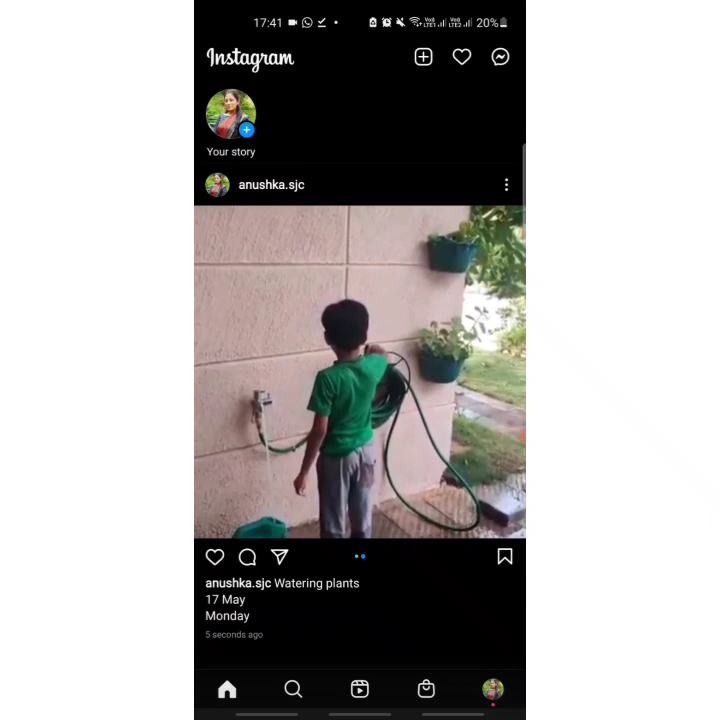 17:41 20%
Instagram
Your story
anushka.sjc
anushka.sjc Watering plants
17 May
Monday
5 seconds ago